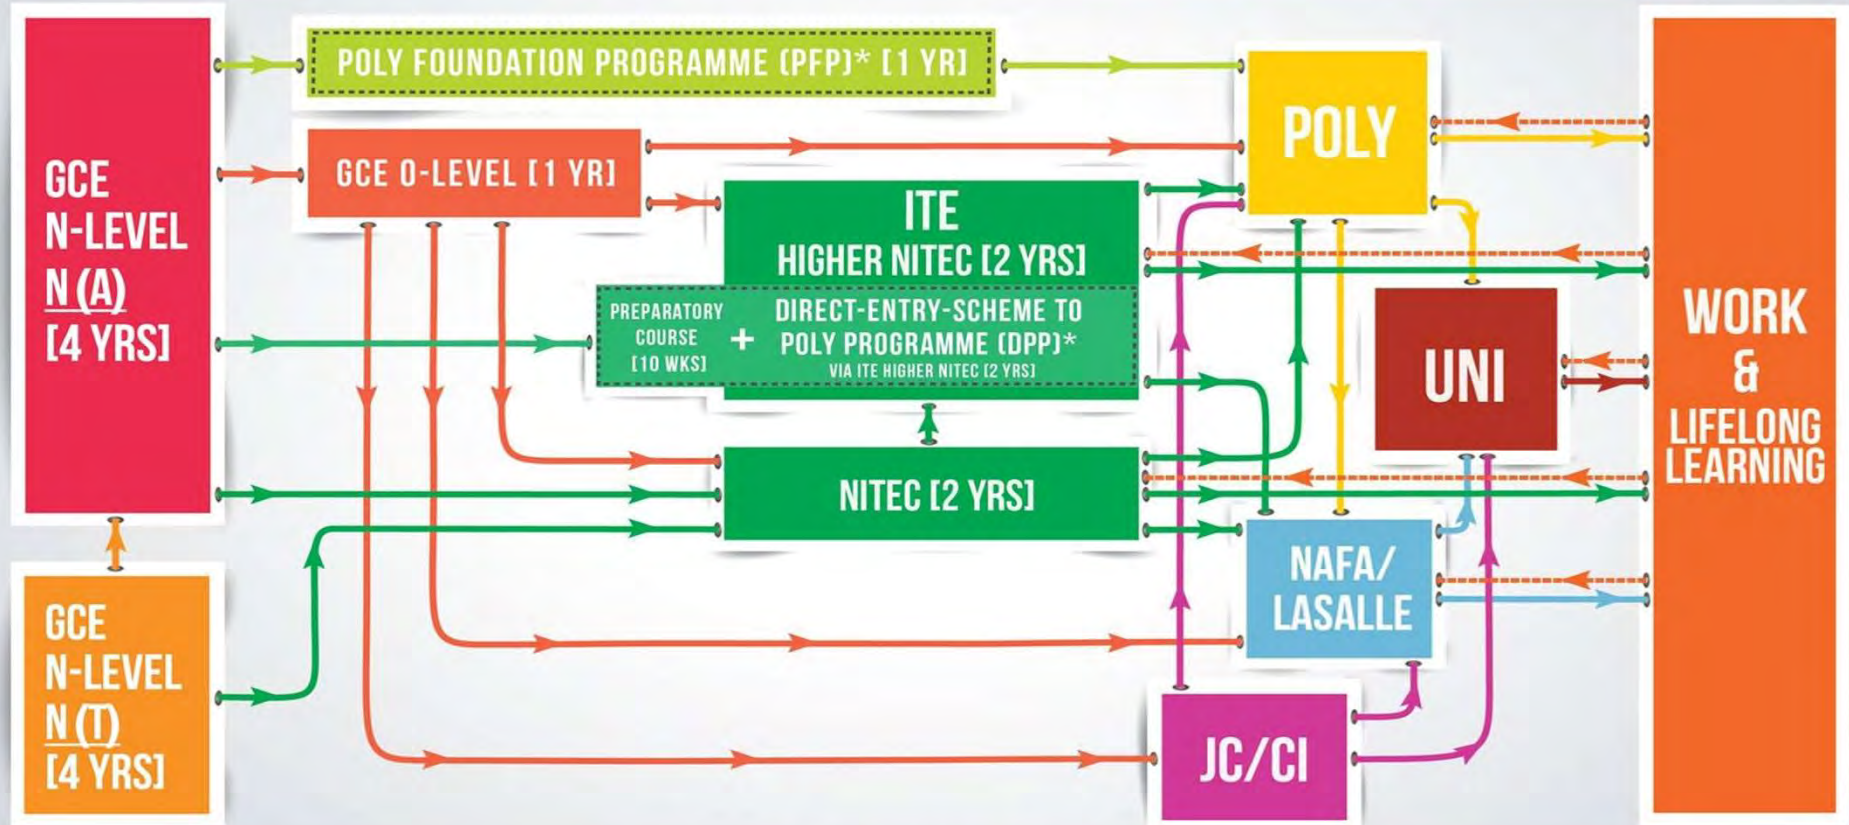 GCE
N-LEVEL
N (A)
[4 YRS]
GCE
N-LEVEL
N (T)
[4 YRS]
POLY FOUNDATION PROGRAMME (PFP)* [1 YR]
GCE O-LEVEL [1 YR]
ITE
HIGHER NITEC [2 YRS]
PREPARATORY
COURSE
[10 WKS]
+
DIRECT-ENTRY-SCHEME TO
POLY PROGRAMME (DPP)*
VIA ITE HIGHER NITEC [2 YRS]
NITEC [2 YRS]
POLY
UNI
NAFA/
LASALLE
JC/CI
WORK
&
LIFELONG
LEARNING